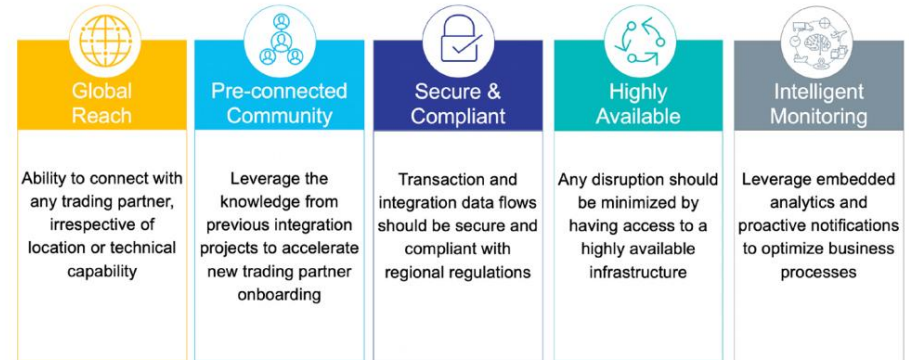 Global
Reach
Ability to connect with
any trading partner,
irrespective of
location or technical
capability
Pre-connected
Community
Leverage the
knowledge from
previous integration
projects to accelerate
new trading partner
onboarding
Secure &
Compliant
Transaction and
integration data flows
should be secure and
compliant with
regional regulations
Highly
Available
Any disruption should
be minimized by
having access to a
highly available
infrastructure
Intelligent
Monitoring
Leverage embedded
analytics and
proactive notifications
to optimize business
processes